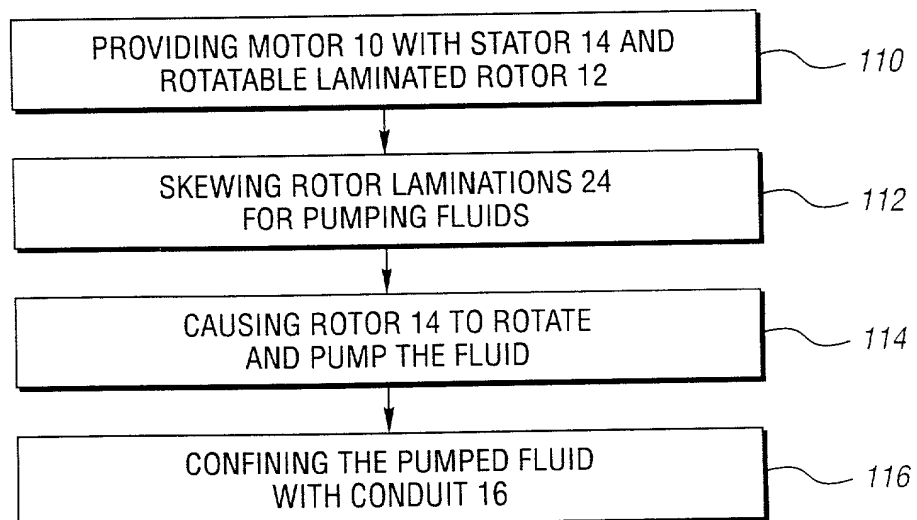 PROVIDING MOTOR 10 WITH STATOR 14 AND
ROTATABLE LAMINATED ROTOR 12
110
SKEWING ROTOR LAMINATIONS 24
FOR PUMPING FLUIDS
112
CAUSING ROTOR 14 TO ROTATE
AND PUMP THE FLUID
114
CONFINING THE PUMPED FLUID
WITH CONDUIT 16
116